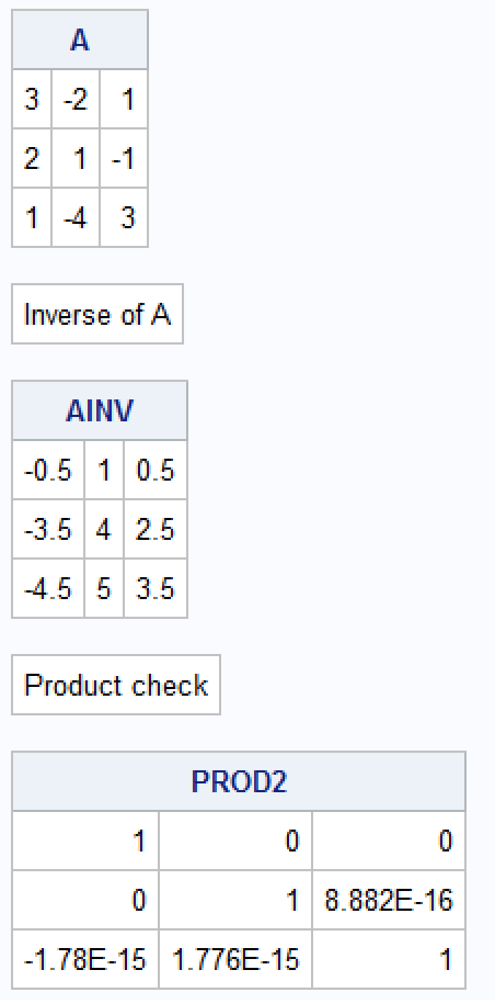 A
3 -2 1
2 1 -1
1 -4 3
Inverse of A
AINV
-0.5 1 0.5
-3.5 4 2.5
-4.5 5 3.5
Product check
PROD2
1 0 0
0 1 8.882E-16
-1.78E-15 1.776E-15 1